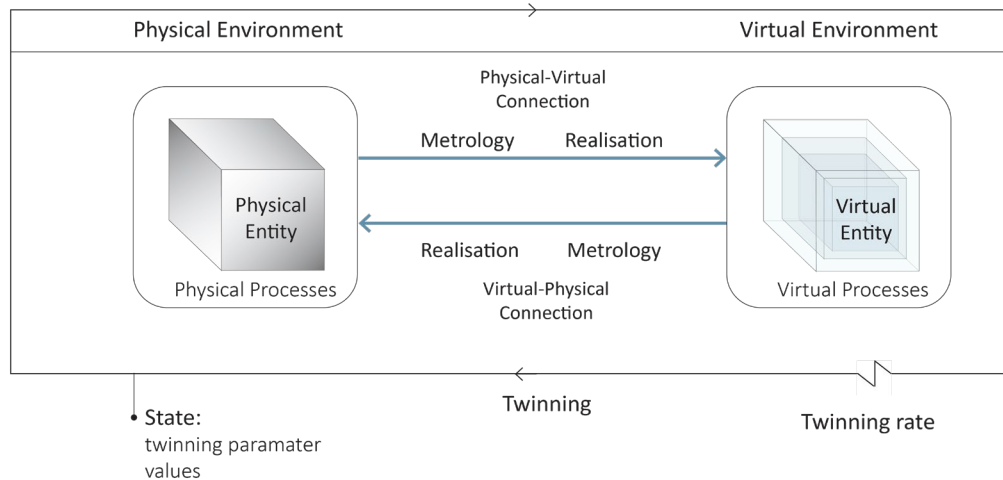 Physical Environment
Virtual Environment
Physical-Virtual
Connection
Metrology
Realisation
Physical
Entity
Virtual
Entity
Realisation
Metrology
Physical Processes
Virtual-Physical
Connection
Virtual Processes
Twinning
State:
twinning paramater
values
Twinning rate